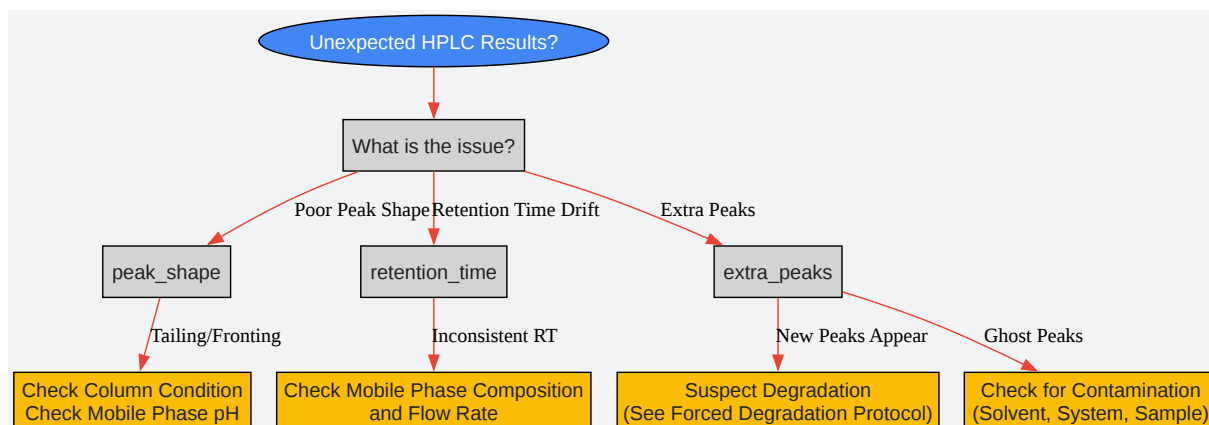 Unexpected HPLC Results?
What is the issue?
Poor Peak Shape
Retention Time Drift
Extra Peaks
peak_shape
retention_time
extra_peaks
Tailing/Fronting
Inconsistent RT
New Peaks Appear
Ghost Peaks
Check Column Condition
Check Mobile Phase pH
Check Mobile Phase Composition
and Flow Rate
Suspect Degradation
(See Forced Degradation Protocol)
Check for Contamination
(Solvent, System, Sample)